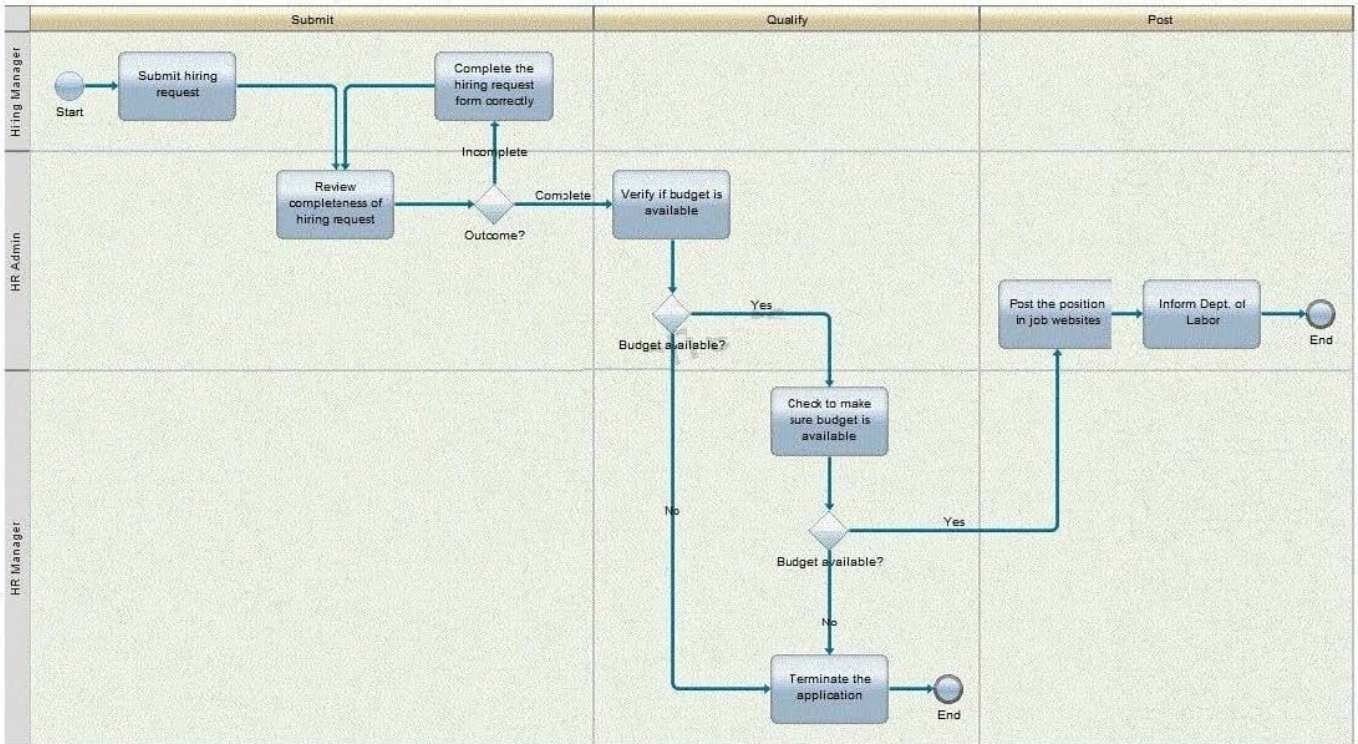 Submit
Qualify
Post
Hiring Manager
Start
Submit hiring
request
Complete the
hiring request
form correctly
Incomplete
HR Admin
Review
completeness of
hiring request
Outcome?
Complete
Verify if budget is
available
Budget available?
Yes
Post the position
in job websites
Inform Dept. of
Labor
End
HR Manager
Check to make
sure budget is
available
No
Budget available?
Yes
No
Terminate the
application
End